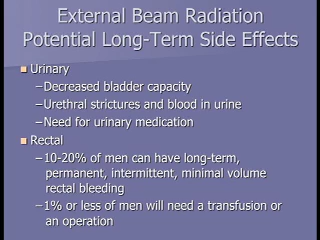 External Beam Radiation
Potential Long-Term Side Effects
Urinary
–Decreased bladder capacity
–Urethral strictures and blood in urine
–Need for urinary medication
Rectal
–10-20% of men can have long-term,
permanent, intermittent, minimal volume
rectal bleeding
–1% or less of men will need a transfusion or
an operation